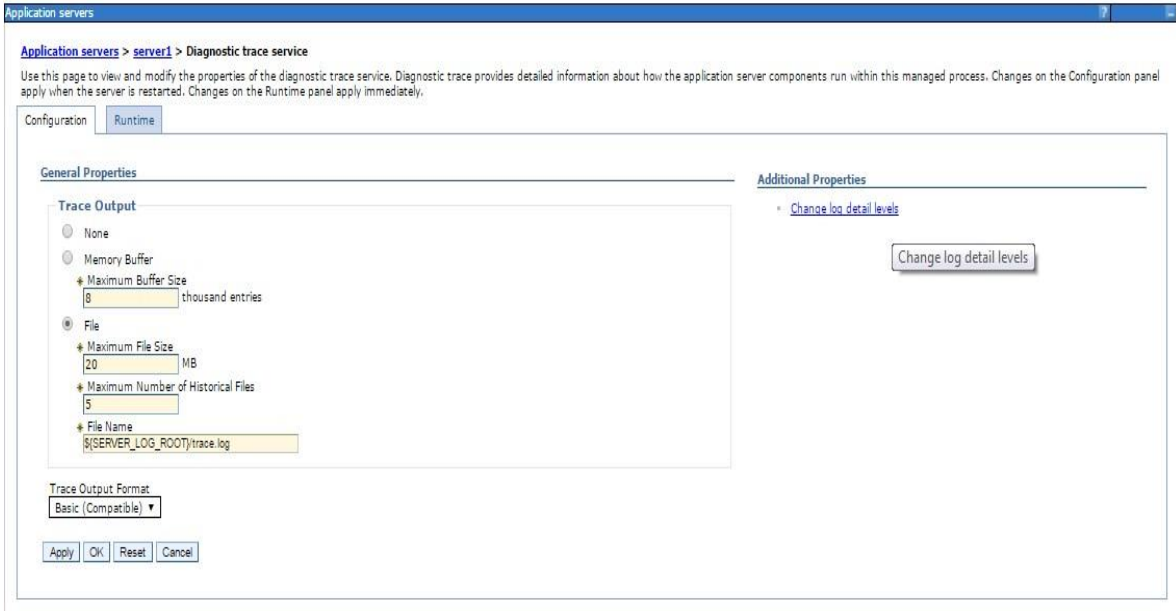 Application servers
?
Application servers > server1 > Diagnostic trace service
Use this page to view and modify the properties of the diagnostic trace service. Diagnostic trace provides detailed information about how the application server components run within this managed process. Changes on the Configuration panel
apply when the server is restarted. Changes on the Runtime panel apply immediately.
Configuration
Runtime
General Properties
Trace Output
None
Memory Buffer
Maximum Buffer Size
8
thousand entries
File
Maximum File Size
20
MB
Maximum Number of Historical Files
5
File Name
${SERVER_LOG_ROOT}/trace.log
Trace Output Format
Basic (Compatible)
Apply
OK
Reset
Cancel
Additional Properties
Change log detail levels
Change log detail levels